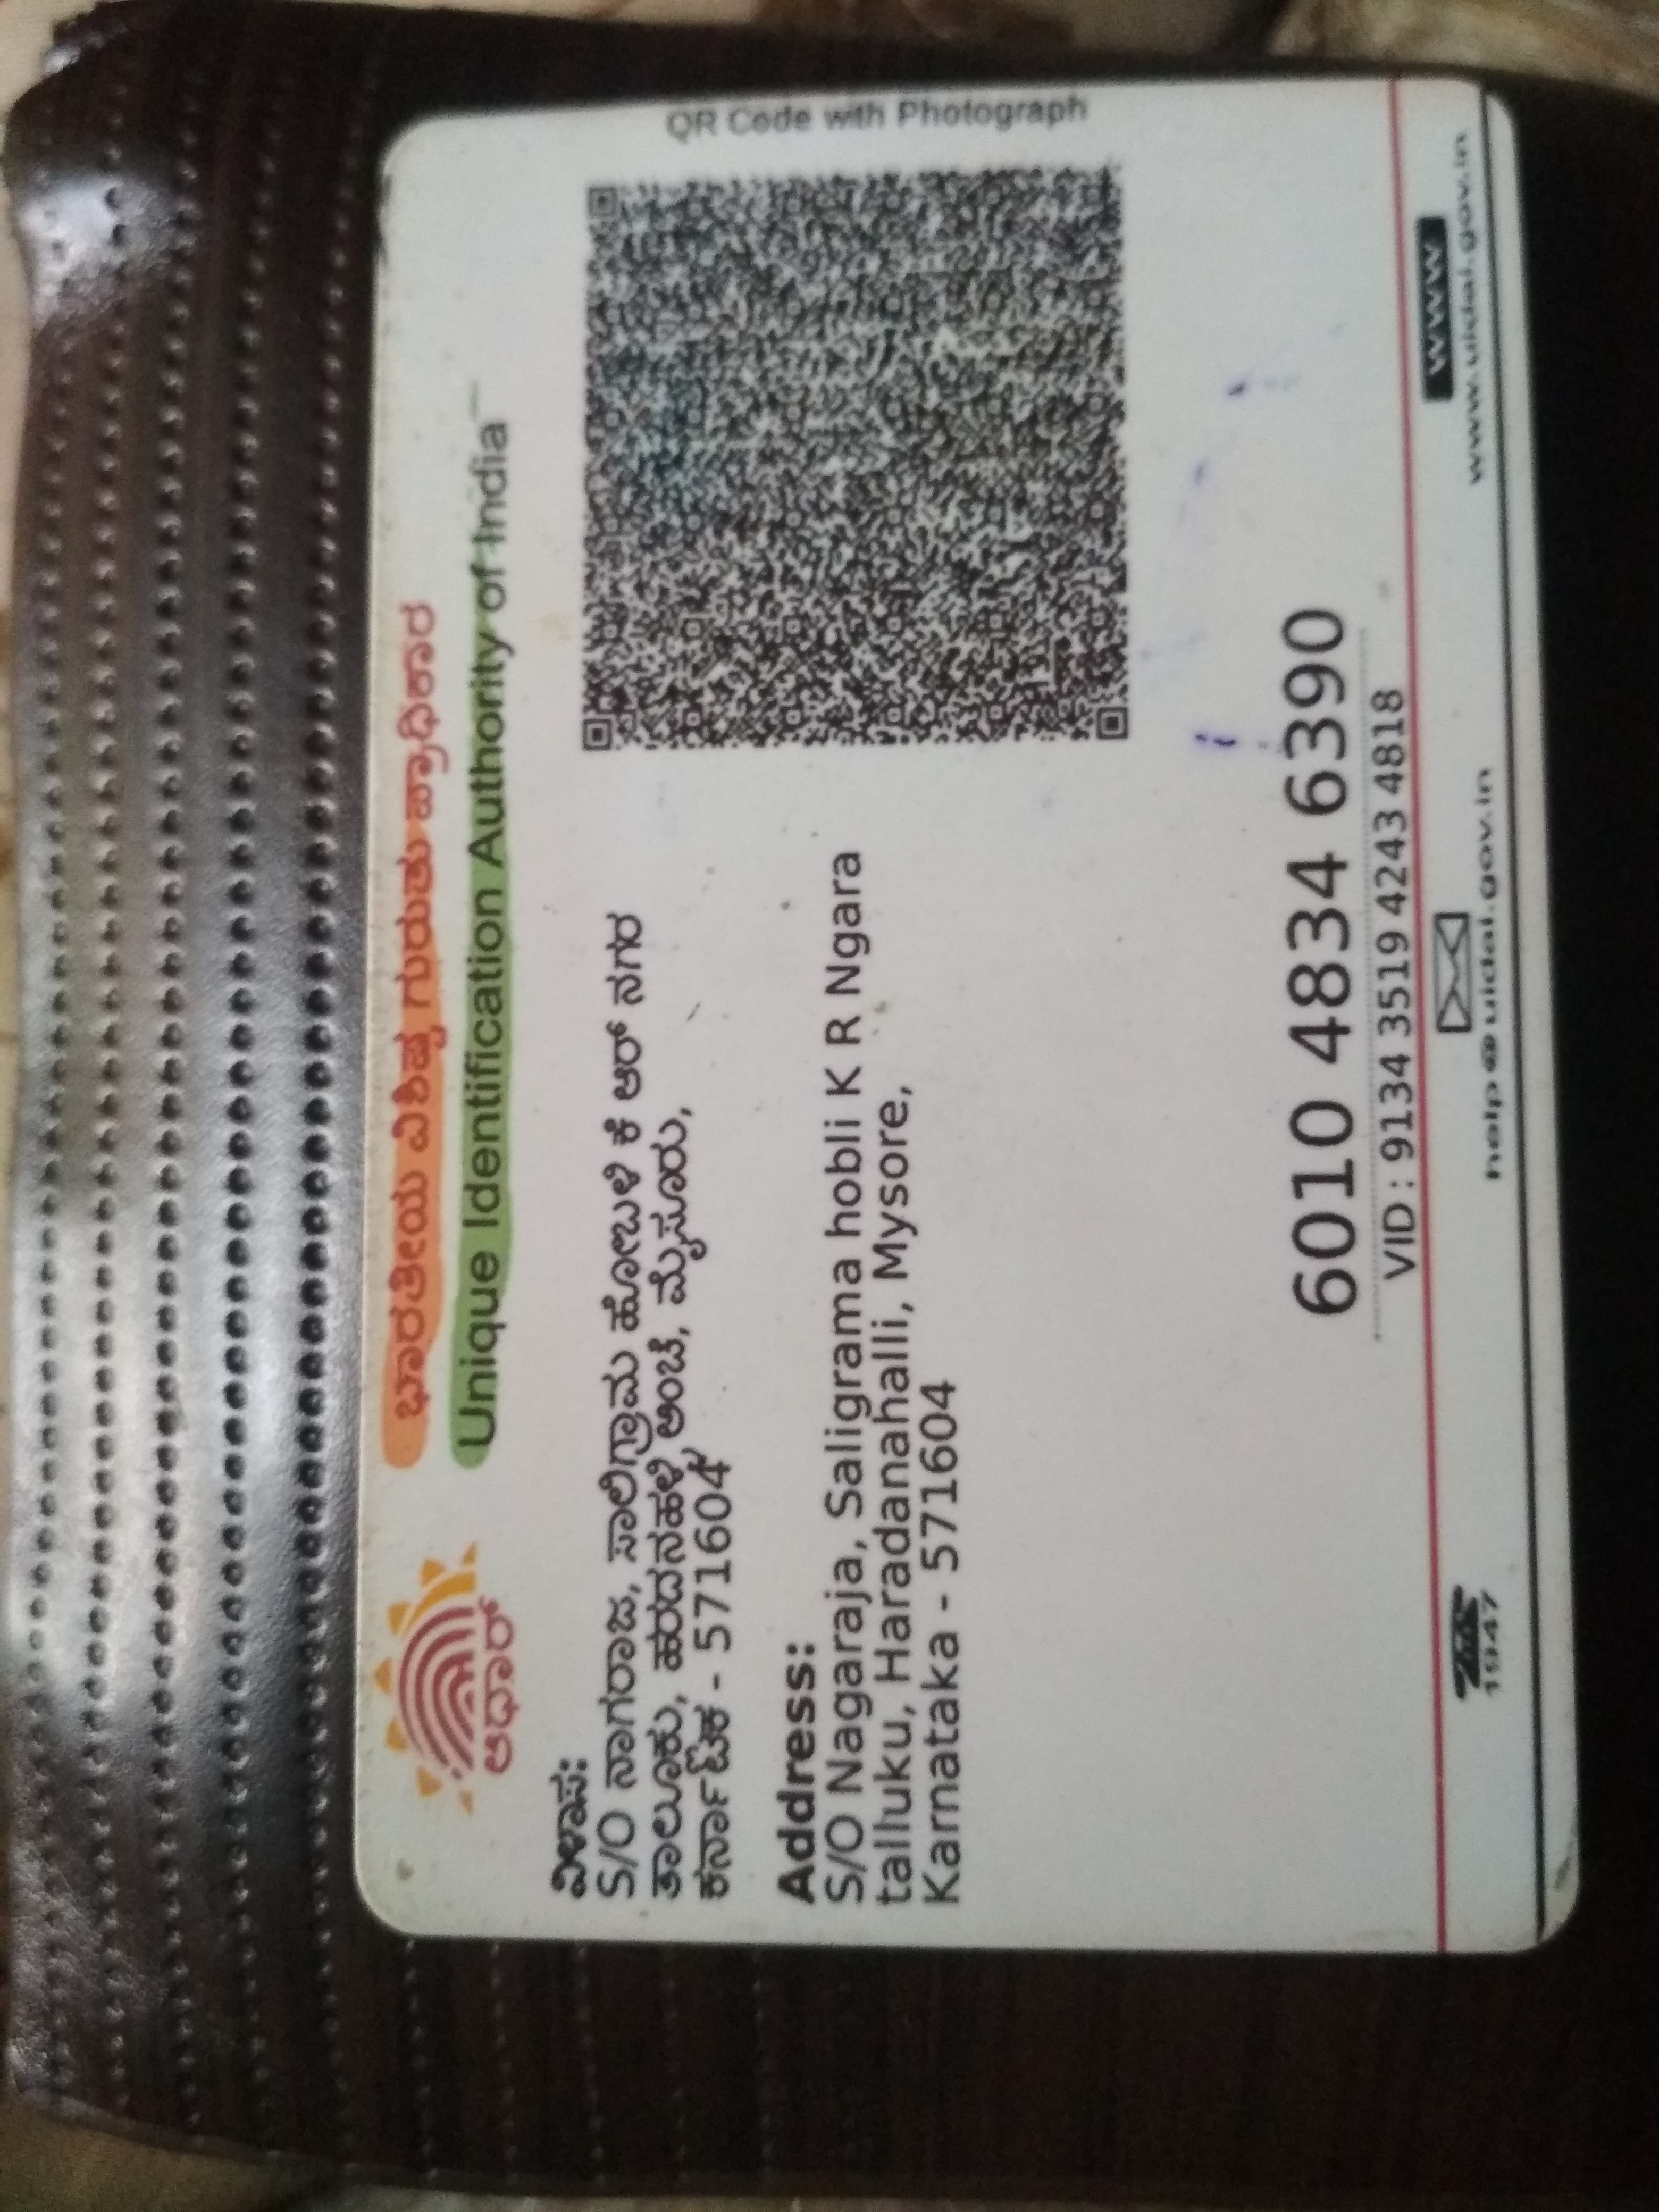 ಭಾರತೀಯ ವಿಶಿಷ್ಟ ಗುರುತು ಪ್ರಾಧಿಕಾರ
Unique Identification Authority of India
ಆಧಾರ್
ವಿಳಾಸ:
S/O ನಾಗರಾಜ, ಸಾಲಿಗ್ರಾಮ ಹೋಬಳಿ ಕೆ ಆರ್ ನಗರ
ತಾಲೂಕು, ಹರದನಹಳ್ಳಿ ಅಂಚೆ, ಮೈಸೂರು,
ಕರ್ನಾಟಕ - 571604
Address:
S/O Nagaraja, Saligrama hobli K R Ngara
talluku, Haradanahalli, Mysore,
Karnataka - 571604
QR Code with Photograph
6010 4834 6390
VID : 9134 3519 4243 4818
1947
help@uidai.gov.in
WWW
www.uidai.gov.in